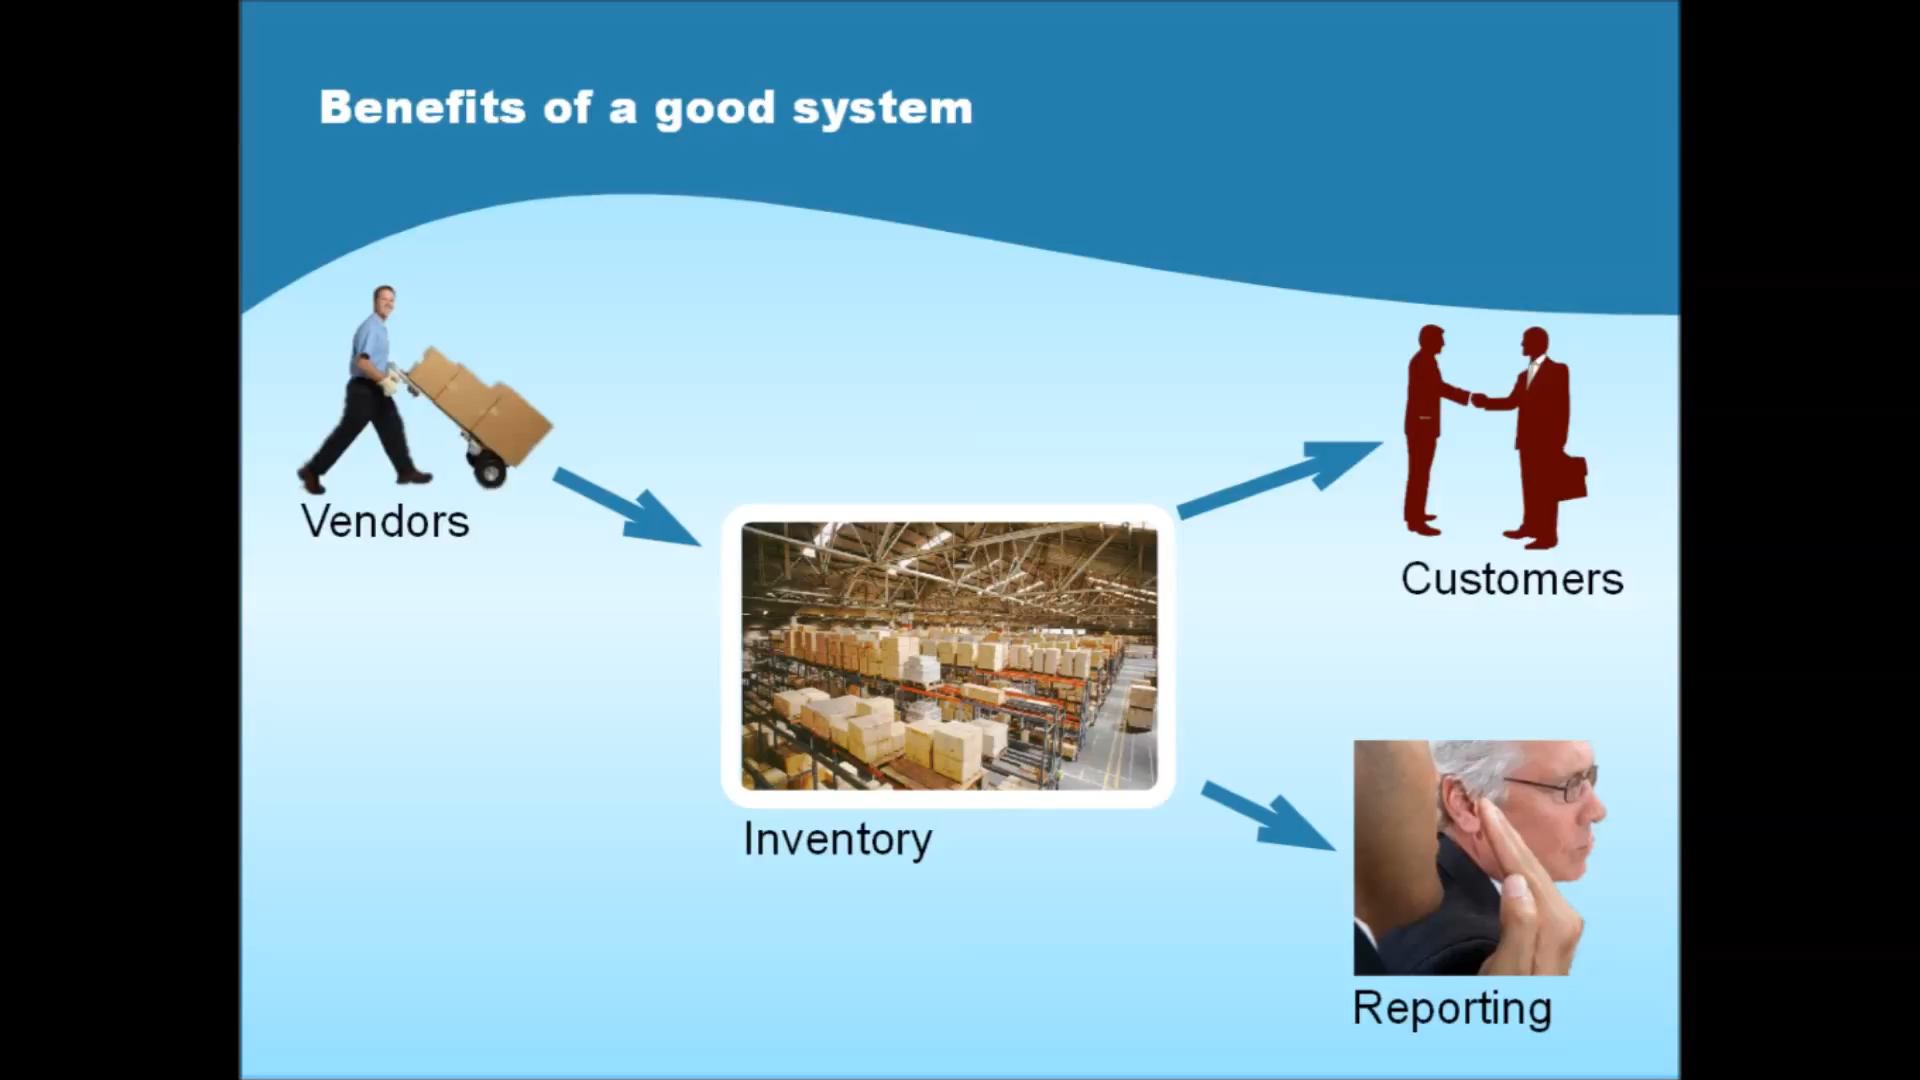 Benefits of a good system
Vendors
Customers
Inventory
Reporting